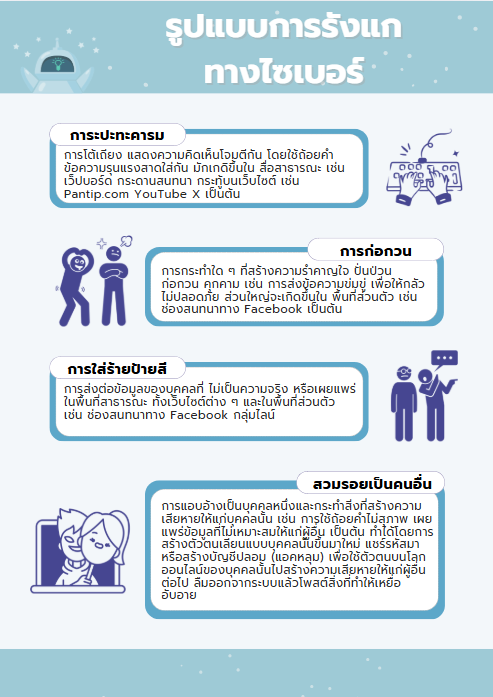 รูปแบบการรังแก
ทางไซเบอร์
การะปะทะคารม
การโต้เถียง แสดงความคิดเห็นโจมตีกัน โดยใช้ถ้อยคำ
ข้อความรุนแรงสาดใส่กัน มักเกิดขึ้นใน สื่อสาธารณะ เช่น
เว็ปบอร์ด กระดานสนทนา กระทู้บนเว็บไซต์ เช่น
Pantip.com YouTube X เป็นต้น
การก่อกวน
การกระทำใด ๆ ที่สร้างความรำคาญใจ ปั่นป่วน
ก่อกวน คุกคาม เช่น การส่งข้อความข่มขู่ เพื่อให้กลัว
ไม่ปลอดภัย ส่วนใหญ่จะเกิดขึ้นใน พื้นที่ส่วนตัว เช่น
ช่องสนทนาทาง Facebook เป็นต้น
การใส่ร้ายป้ายสี
การส่งต่อข้อมูลของบุคคลที่ ไม่เป็นความจริง หรือเผยแพร่
ในพื้นที่สาธารณะ ทั้งเว็บไซต์ต่าง ๆ และในพื้นที่ส่วนตัว
เช่น ช่องสนทนาทาง Facebook กลุ่มไลน์
สวมรอยเป็นคนอื่น
การแอบอ้างเป็นบุคคลหนึ่งและกระทำสิ่งที่สร้างความ
เสียหายให้แก่บุคคลนั้น เช่น การใช้ถ้อยคำไม่สุภาพ เผย
แพร่ข้อมูลที่ไม่เหมาะสมให้แก่ผู้อื่น เป็นต้น ทำได้โดยการ
สร้างตัวตนเลียนแบบบุคคลนั้นขึ้นมาใหม่ แชร์รหัสมา
หรือสร้างบัญชีปลอม (แอคหลุม) เพื่อใช้ตัวตนบนโลก
ออนไลน์ของบุคคลนั้นไปสร้างความเสียหายให้แก่ผู้อื่น
ต่อไป ลืมออกจากระบบแล้วโพสต์สิ่งที่ทำให้เหยื่อ
อับอาย